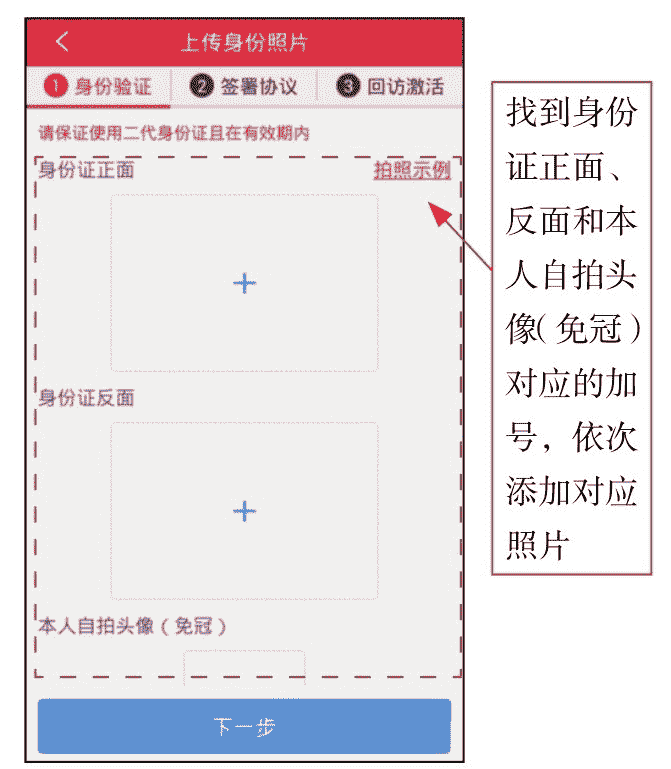 上传身份照片
1 身份验证 2 签署协议 3 回访激活
请保证使用二代身份证且在有效期内
身份证正面 拍照示例
身份证反面
本人自拍头像(免冠)
下一步
找到身份
证正面、
反面和本
人自拍头
像(免冠)
对应的加
号,依次
添加对应
照片